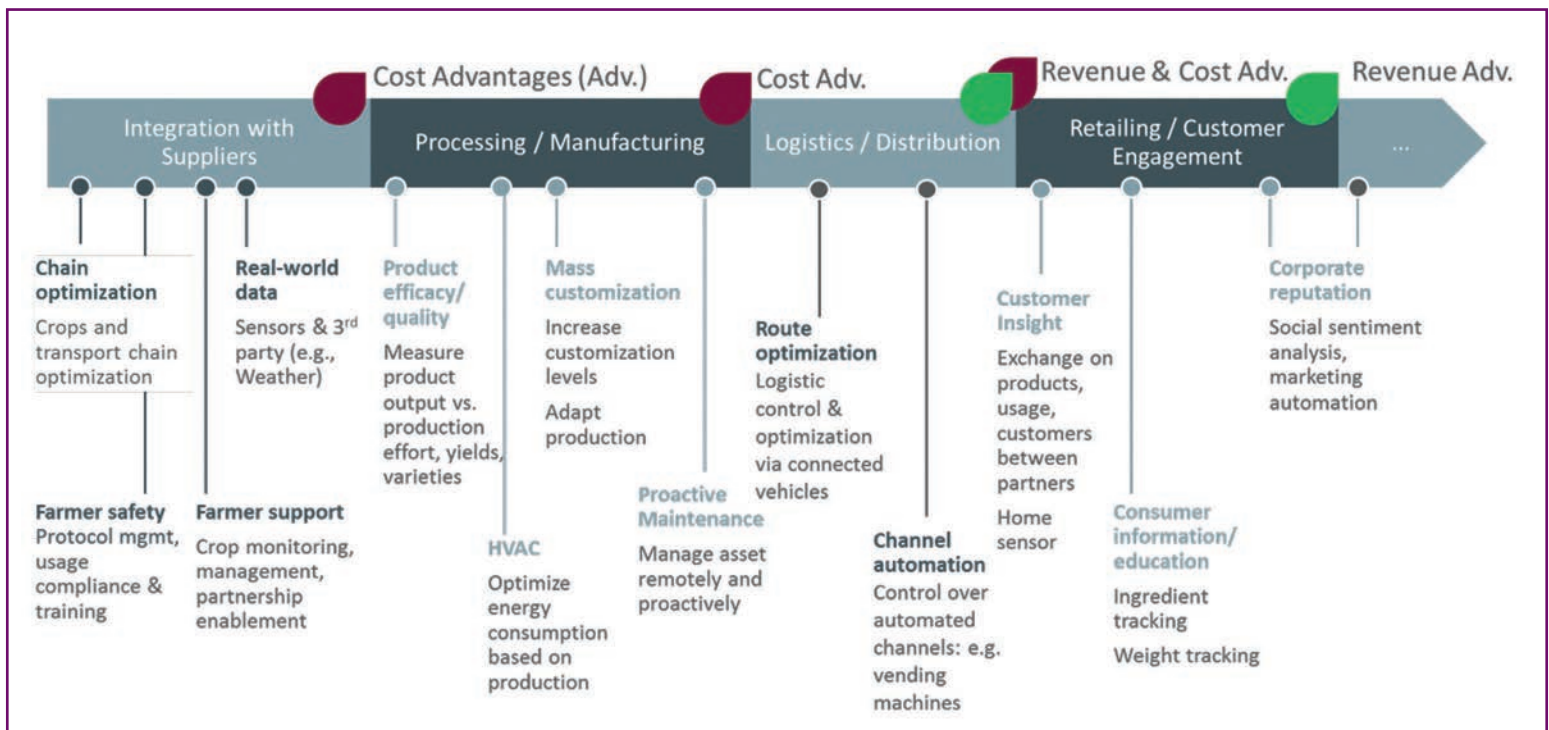 Cost Advantages (Adv.)
Cost Adv.
Revenue & Cost Adv.
Revenue Adv.
Integration with
Suppliers
Processing / Manufacturing
Logistics / Distribution
Retailing / Customer
Engagement
...
Chain
optimization
Crops and
transport chain
optimization
Farmer safety
Protocol mgmt,
usage
compliance &
training
Real-world
data
Sensors & 3rd
party (e.g.,
Weather)
Farmer support
Crop monitoring,
management,
partnership
enablement
Product
efficacy/
quality
Measure
product
output vs.
production
effort, yields,
varieties
HVAC
Optimize
energy
consumption
based on
production
Mass
customization
Increase
customization
levels
Adapt
production
Proactive
Maintenance
Manage asset
remotely and
proactively
Route
optimization
Logistic
control &
optimization
via connected
vehicles
Channel
automation
Control over
automated
channels: e.g.
vending
machines
Customer
Insight
Exchange on
products,
usage,
customers
between
partners
Home
sensor
Consumer
information/
education
Ingredient
tracking
Weight tracking
Corporate
reputation
Social sentiment
analysis,
marketing
automation